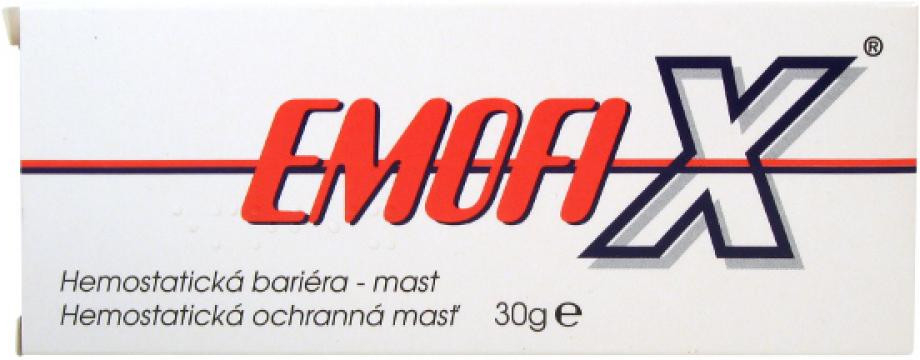 EMOFIX®
Hemostatická bariéra - mast
Hemostatická ochranná masť 30g ℮